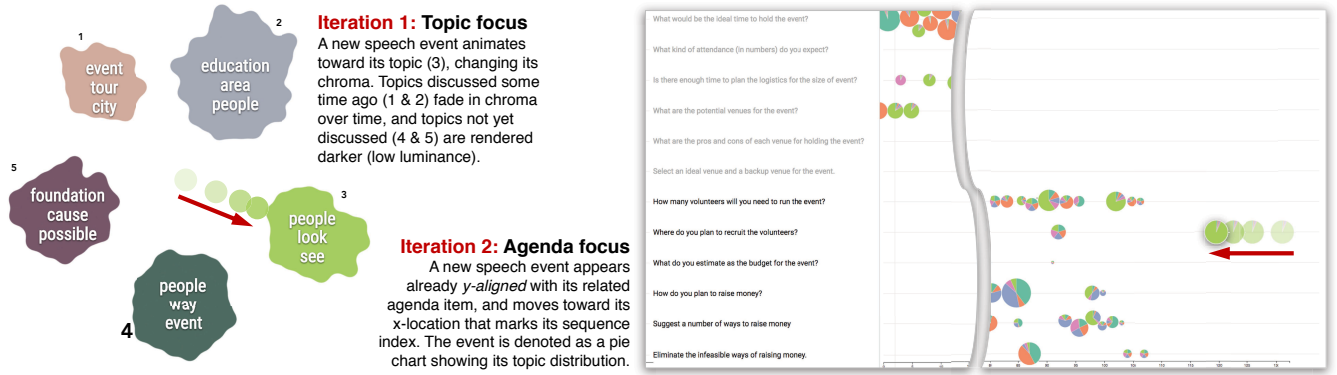 1
event
tour
city
2
education
area
people
Iteration 1: Topic focus
A new speech event animates
toward its topic (3), changing its
chroma. Topics discussed some
time ago (1 & 2) fade in chroma
over time, and topics not yet
discussed (4 & 5) are rendered
darker (low luminance).
5
foundation
cause
possible
3
people
look
see
4
people
way
event
Iteration 2: Agenda focus
A new speech event appears
already y-aligned with its related
agenda item, and moves toward its
x-location that marks its sequence
index. The event is denoted as a pie
chart showing its topic distribution.
What would be the ideal time to hold the event?
What kind of attendance (in numbers) do you expect?
Is there enough time to plan the logistics for the size of event?
What are the potential venues for the event?
What are the pros and cons of each venue for holding the event?
Select an ideal venue and a backup venue for the event.
How many volunteers will you need to run the event?
Where do you plan to recruit the volunteers?
What do you estimate as the budget for the event?
How do you plan to raise money?
Suggest a number of ways to raise money
Eliminate the infeasible ways of raising money.